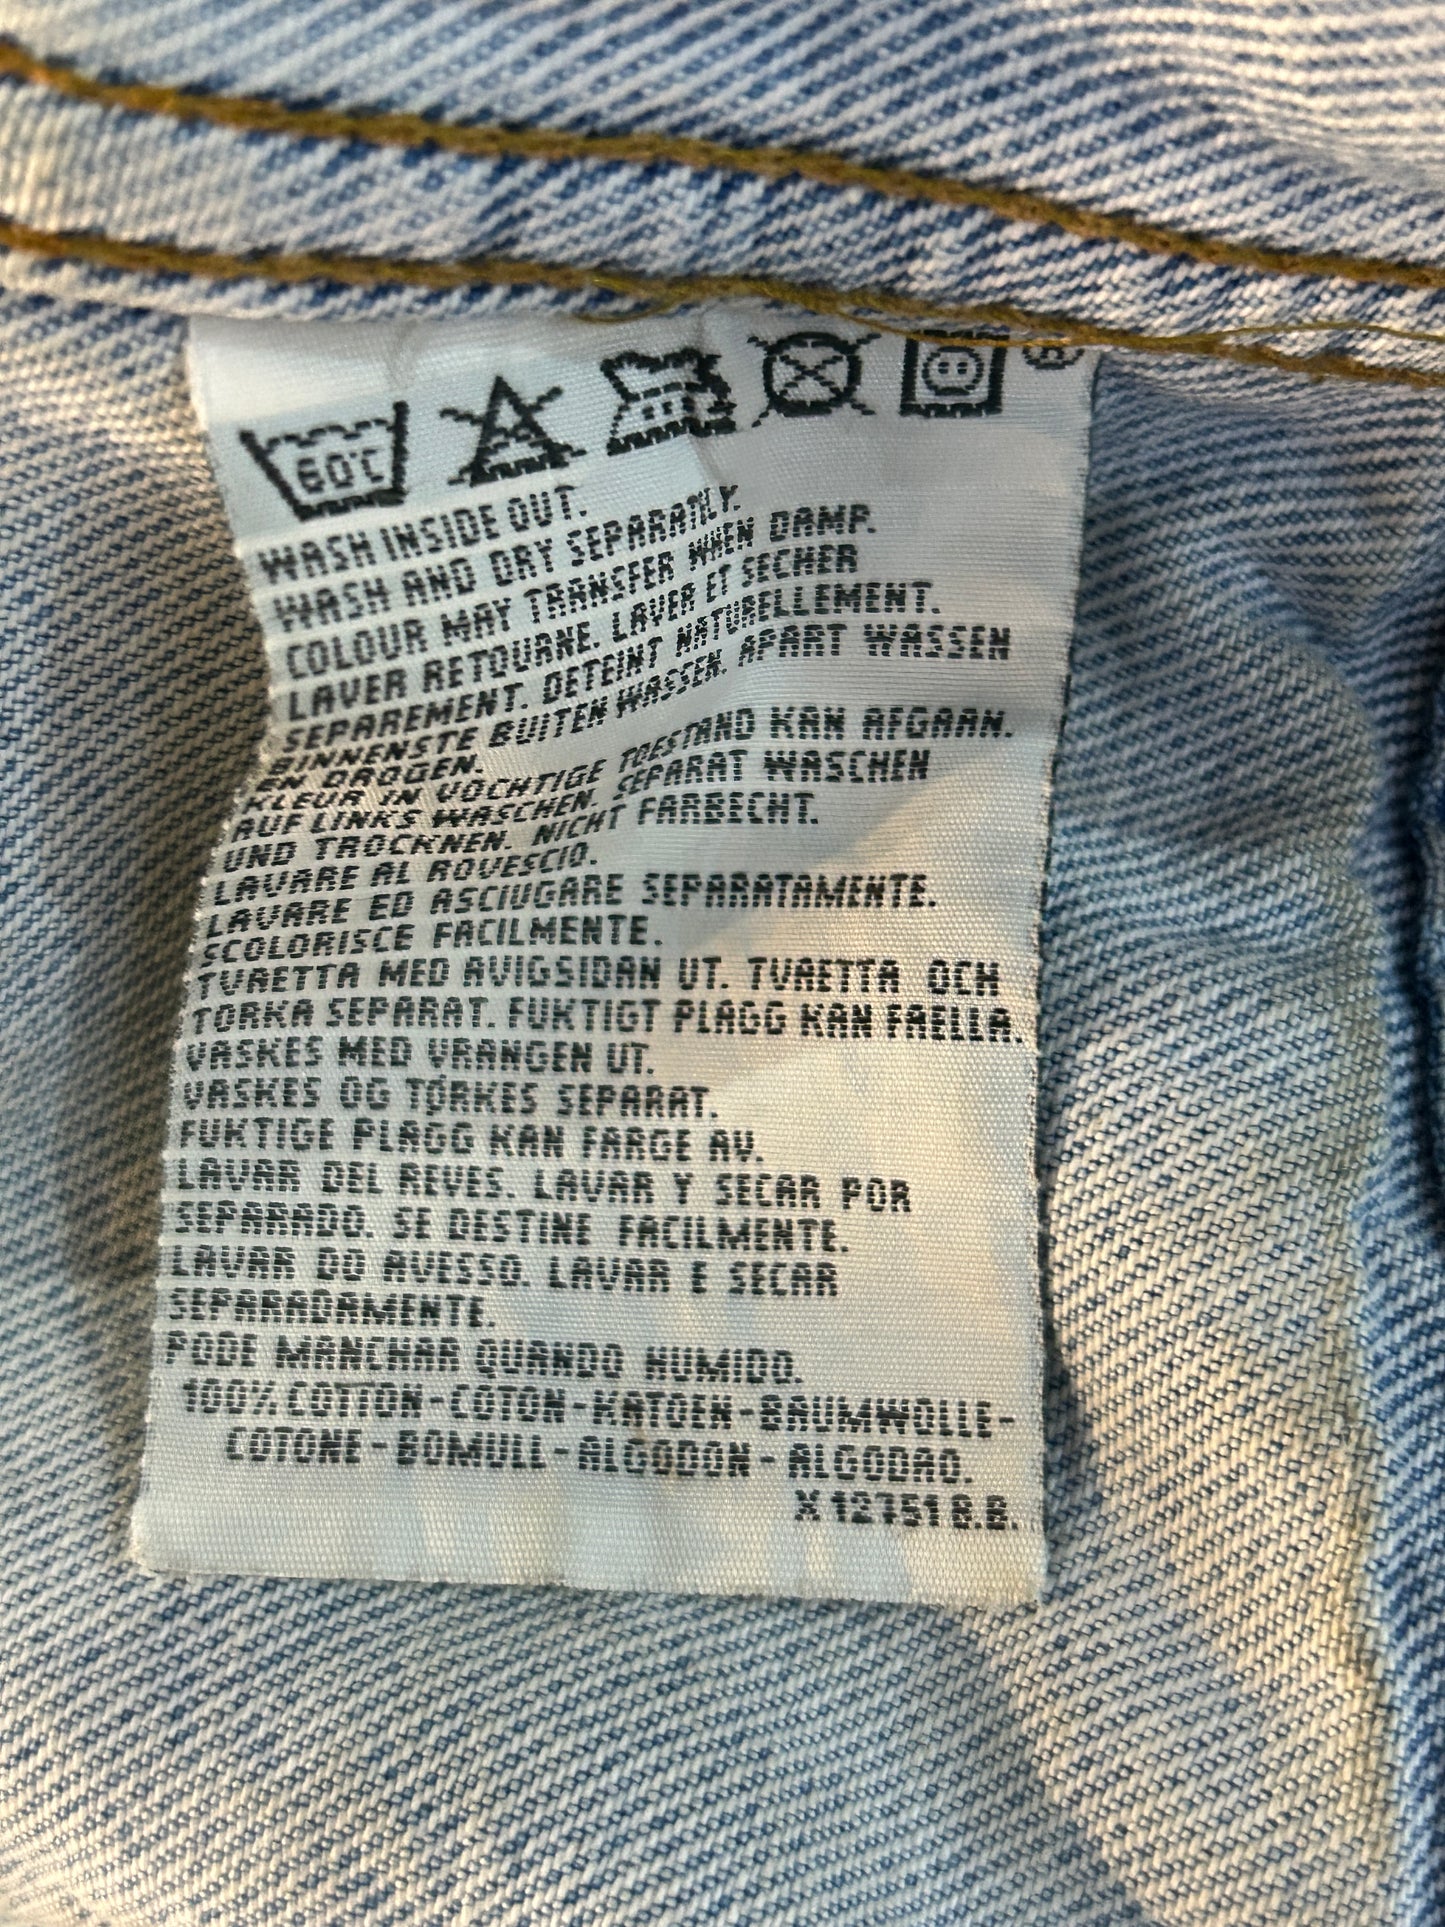 60°C
WASH INSIDE OUT.
WASH AND DRY SEPARATLY.
COLOUR MAY TRANSFER WHEN DAMP.
LAVER RETOURNE. LAVER ET SECHER
SEPAREMENT. DETEINT NATURELLEMENT.
BINNENSTE BUITEN WASSEN. APART WASSEN
EN DROGEN.
KLEUR IN VOCHTIGE TOESTAND KAN AFGAAN.
AUF LINKS WASCHEN. SEPARAT WASCHEN
UND TROCKNEN. NICHT FARBECHT.
LAVARE AL ROVESCIO.
LAVARE ED ASCIUGARE SEPARATAMENTE.
SCOLORISCE FACILMENTE.
TVRETTA MED AVIGSIDAN UT. TVRETTA OCH
TORKA SEPARAT. FUKTIGT PLAGG KAN FAELLA.
VASKES MED VRANGEN UT.
VASKES OG TØRKES SEPARAT.
FUKTIGE PLAGG KAN FARGE AV.
LAVAR DEL REVES. LAVAR Y SECAR POR
SEPARADO. SE DESTINE FACILMENTE.
LAVAR DO AVESSO. LAVAR E SECAR
SEPARADAMENTE.
PODE MANCHAR QUANDO HUMIDO.
100% COTTON-COTON-KATOEN-BAUMWOLLE-
COTONE-BOMULL-ALGODON-ALGODAO.
X 12751 B.B.